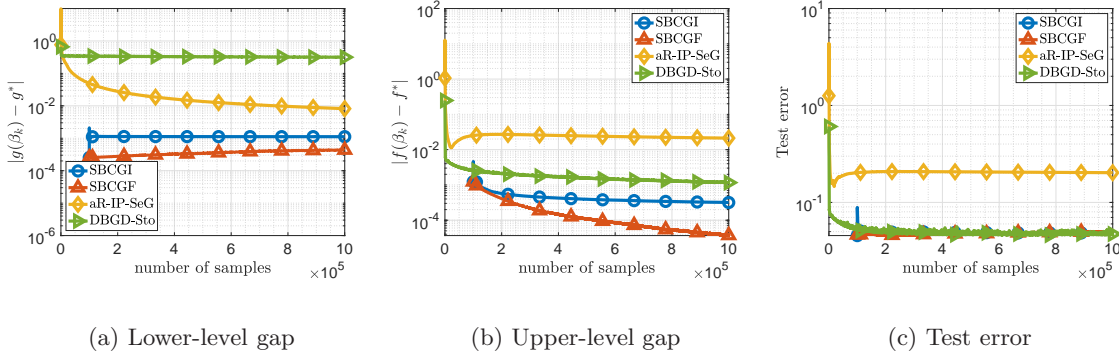 10^0
10^-2
10^-4
10^-6
|g(β_k) − g*|
SBCGI
SBCGF
aR-IP-SeG
DBGD-Sto
0 2 4 6 8 10
number of samples
×10^5
(a) Lower-level gap
10^2
10^0
10^-2
10^-4
|f(β_k) − f*|
SBCGI
SBCGF
aR-IP-SeG
DBGD-Sto
0 2 4 6 8 10
number of samples
×10^5
(b) Upper-level gap
10^1
10^0
10^-1
Test error
SBCGI
SBCGF
aR-IP-SeG
DBGD-Sto
0 2 4 6 8 10
number of samples
×10^5
(c) Test error